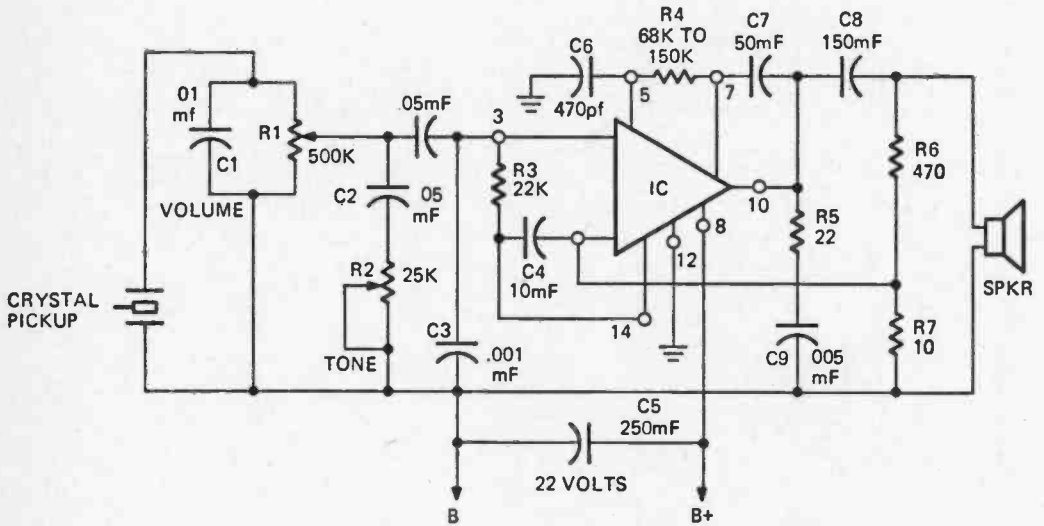 C6
470pf
R4
68K TO
150K
C7
50mF
C8
150mF
5
7
.01
mf
C1
R1
500K
VOLUME
.05mF
3
C2
.05
mF
R3
22K
IC
10
8
12
14
R5
22
R6
470
SPKR
R2
25K
TONE
C4
10mF
CRYSTAL
PICKUP
C3
.001
mF
C9
.005
mF
R7
10
C5
250mF
22 VOLTS
B
B+